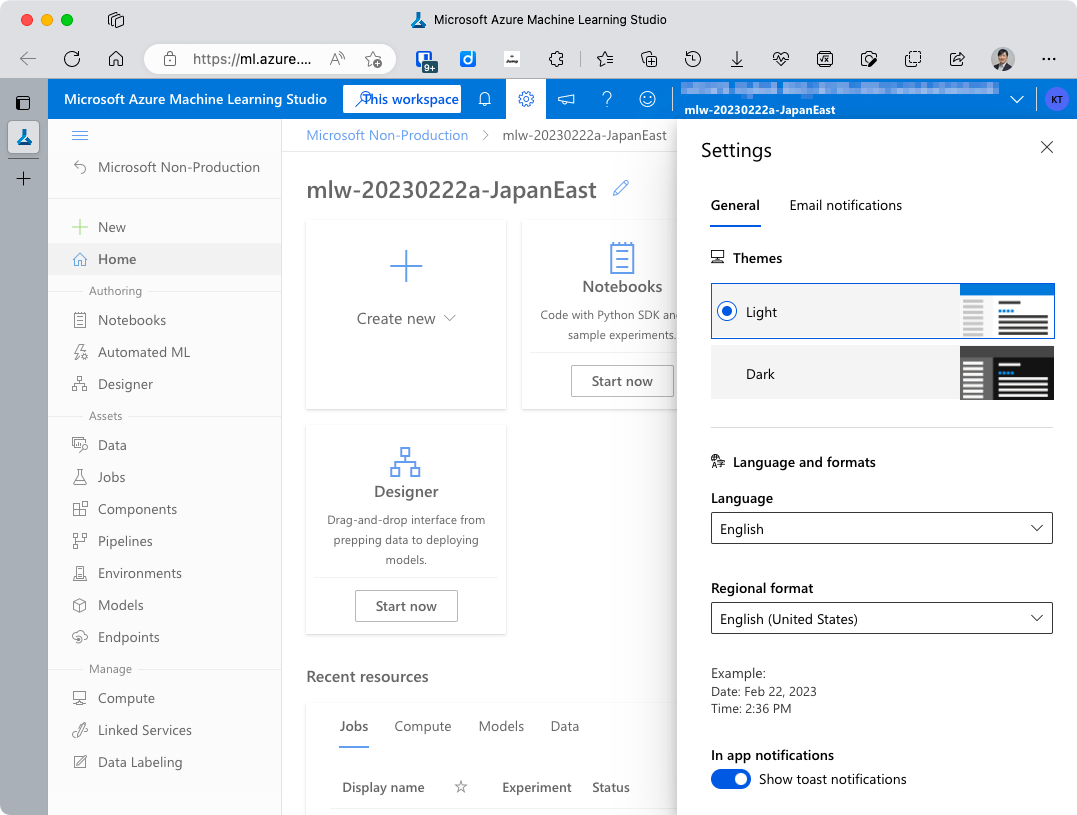 Microsoft Azure Machine Learning Studio
https://ml.azure....
9+
Microsoft Azure Machine Learning Studio
This workspace
mlw-20230222a-JapanEast
KT
Microsoft Non-Production
New
Home
Authoring
Notebooks
Automated ML
Designer
Assets
Data
Jobs
Components
Pipelines
Environments
Models
Endpoints
Manage
Compute
Linked Services
Data Labeling
Microsoft Non-Production > mlw-20230222a-JapanEast
mlw-20230222a-JapanEast
Create new
Notebooks
Code with Python SDK and
sample experiments.
Start now
Designer
Drag-and-drop interface from
prepping data to deploying
models.
Start now
Recent resources
Jobs Compute Models Data
Display name Experiment Status
Settings
General Email notifications
Themes
Light
Dark
Language and formats
Language
English
Regional format
English (United States)
Example:
Date: Feb 22, 2023
Time: 2:36 PM
In app notifications
Show toast notifications